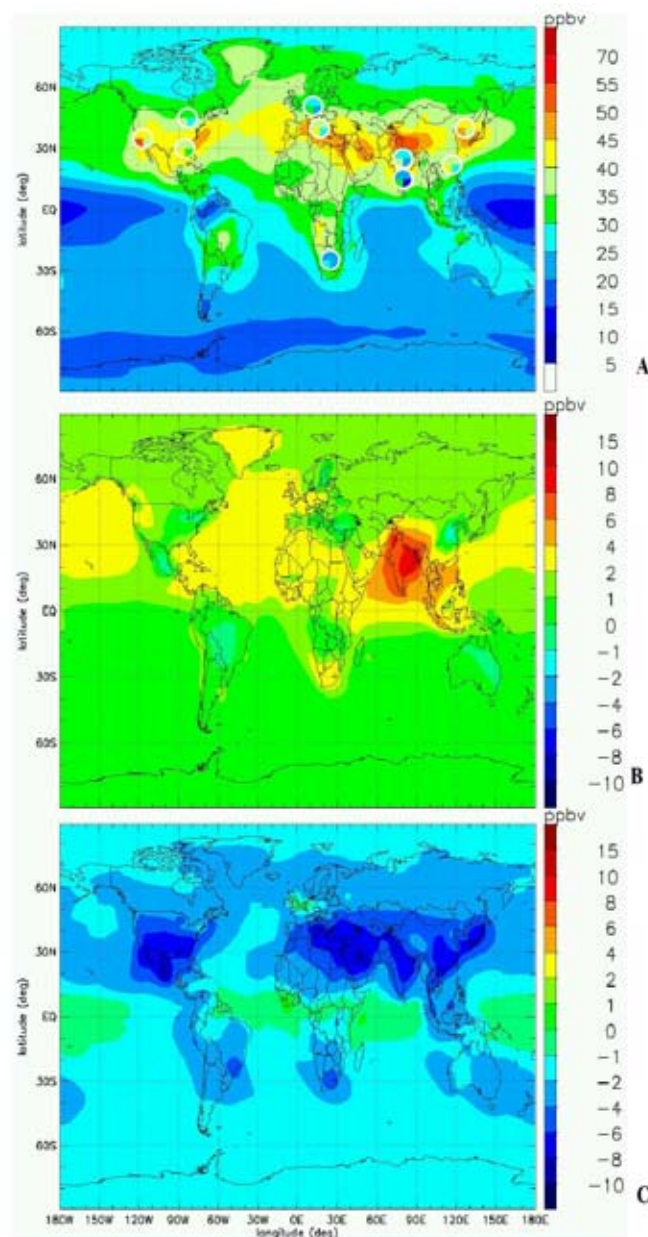 ppbv
70
55
60N
50
45
30N
40
latitude (deg)
35
EQ
30
25
30S
20
15
60S
10
5
A
ppbv
15
60N
10
8
30N
6
4
latitude (deg)
2
EQ
1
0
30S
-1
-2
-4
60S
-6
-8
-10
B
ppbv
15
60N
10
8
30N
6
4
latitude (deg)
2
EQ
1
0
30S
-1
-2
-4
60S
-6
-8
-10
C
180W 150W 120W 90W 60W 30W 0E 30E 60E 90E 120E 150E 180E
longitude (deg)